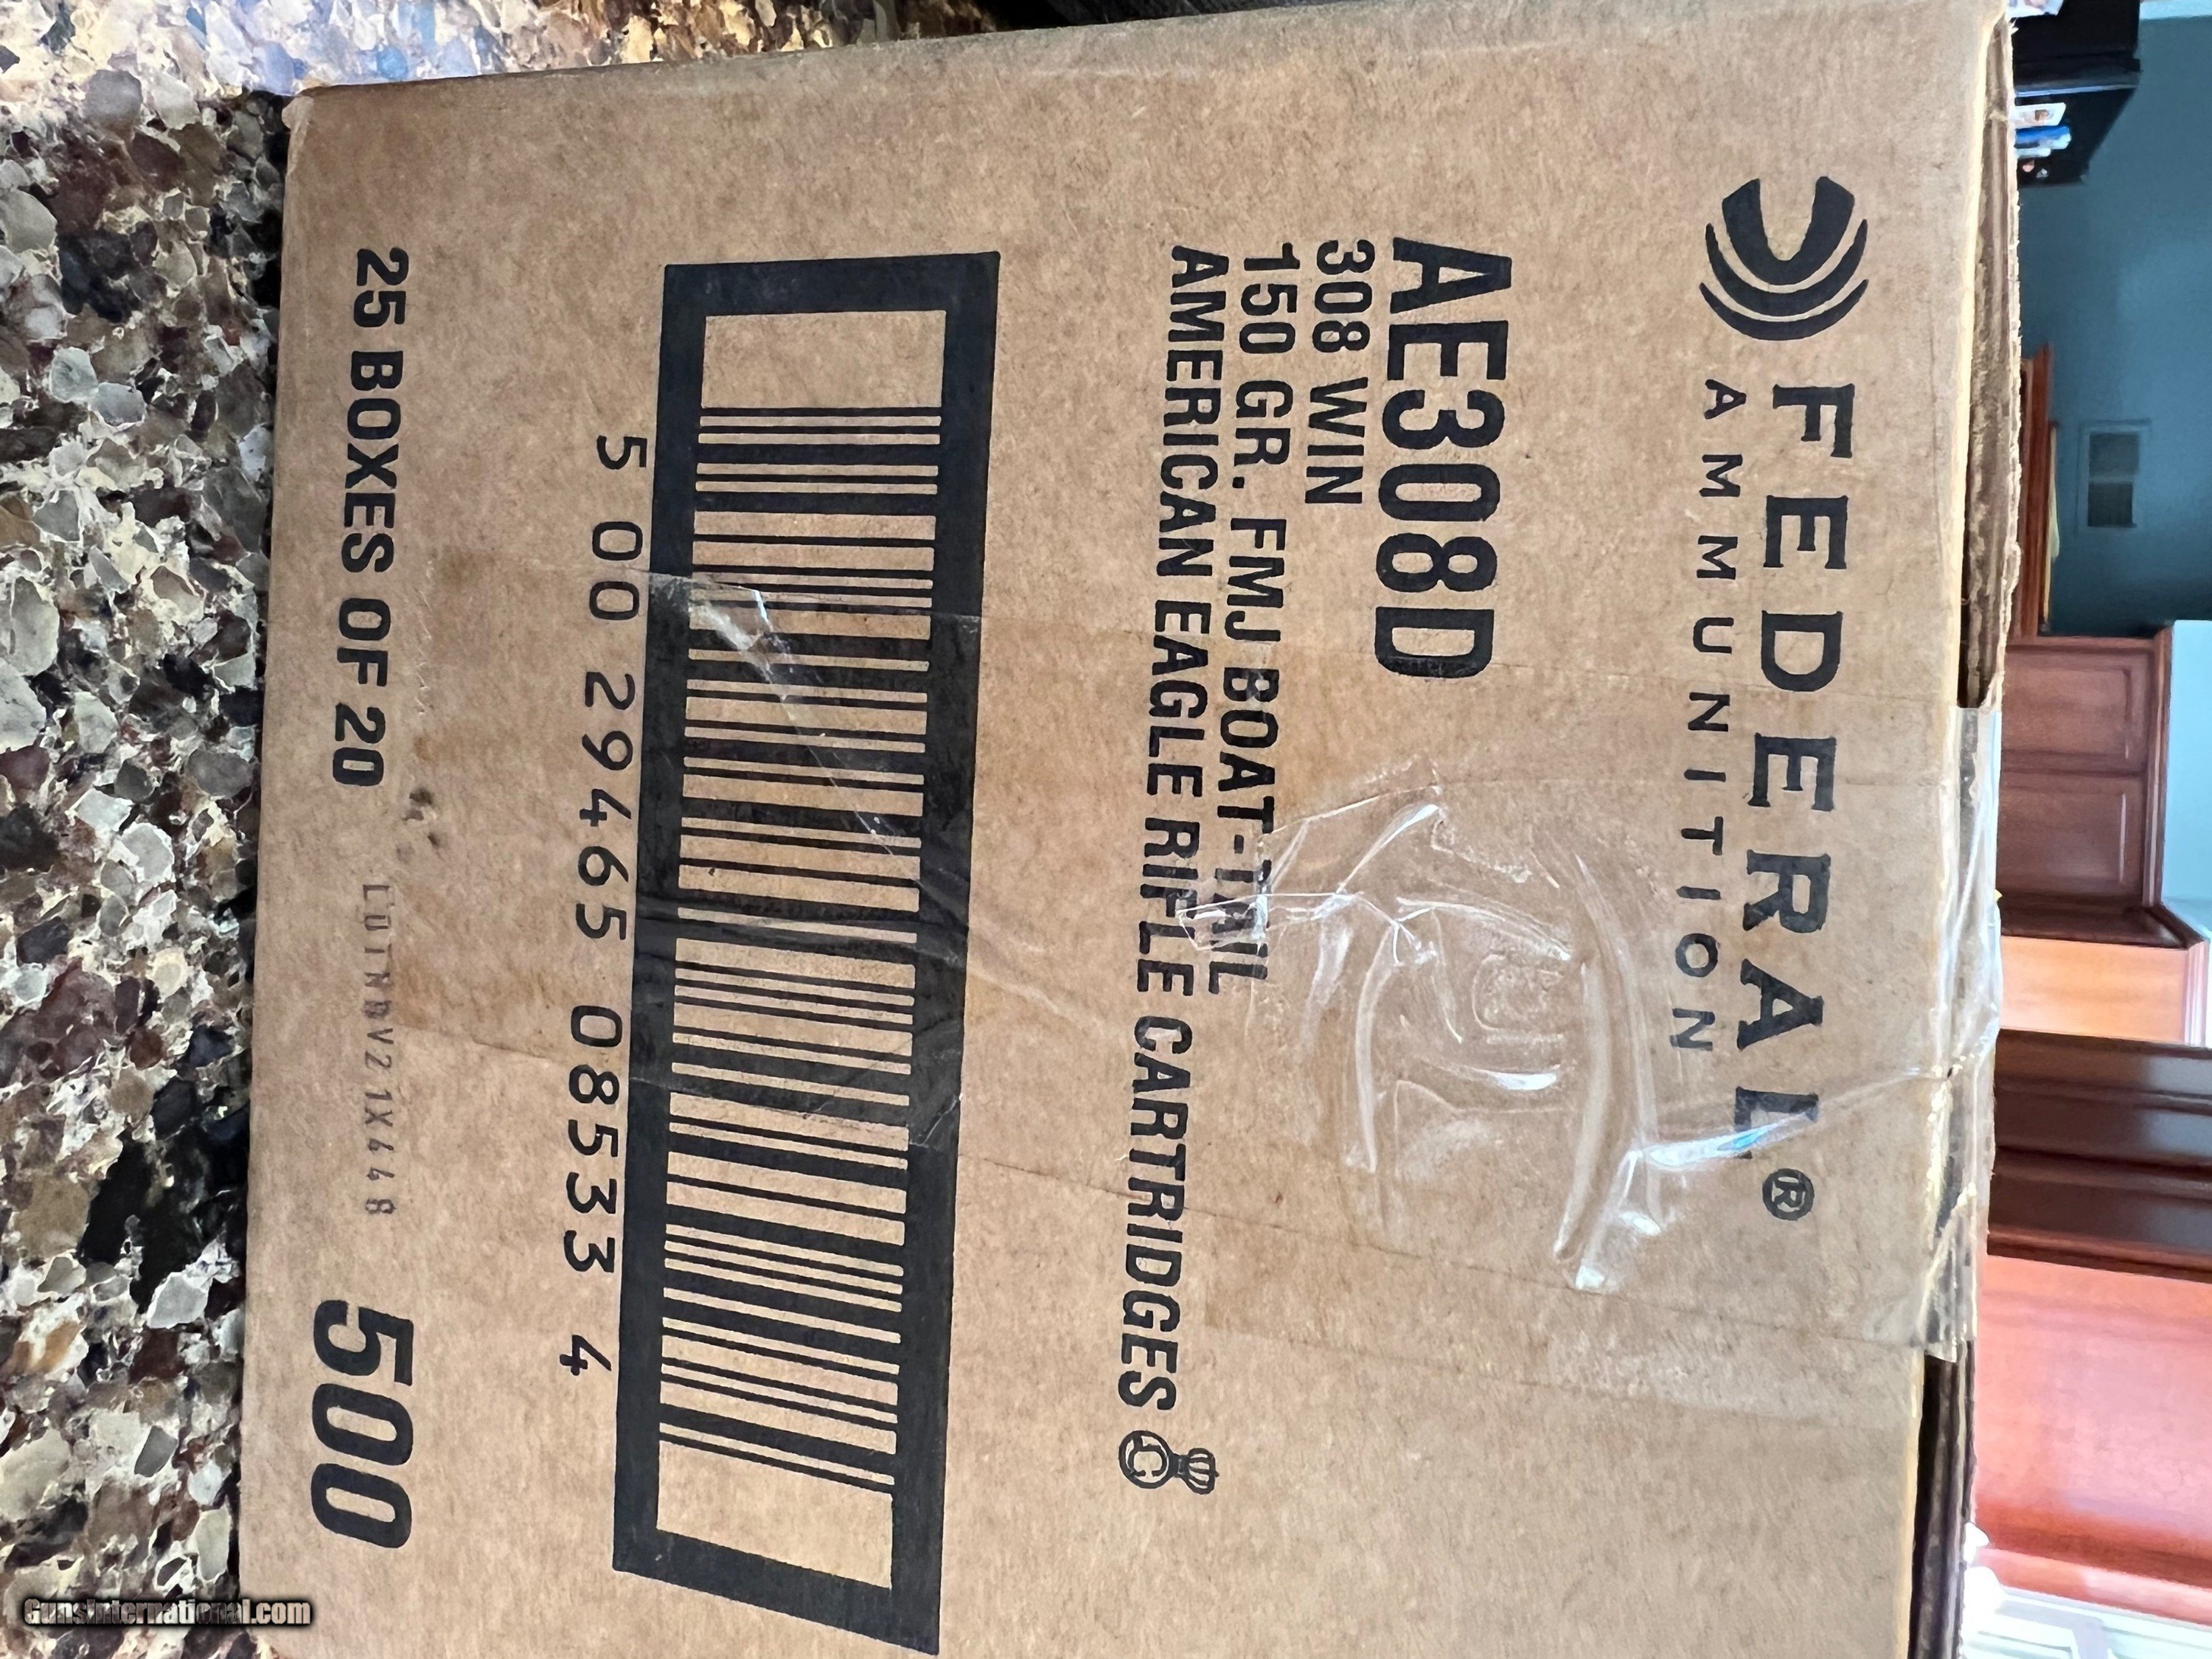 FEDERAL®
AMMUNITION
AE308D
308 WIN
150 GR. FMJ BOAT-TAIL
AMERICAN EAGLE RIFLE CARTRIDGES
5 00 29465 08533 4
25 BOXES OF 20
500
GunsInternational.com